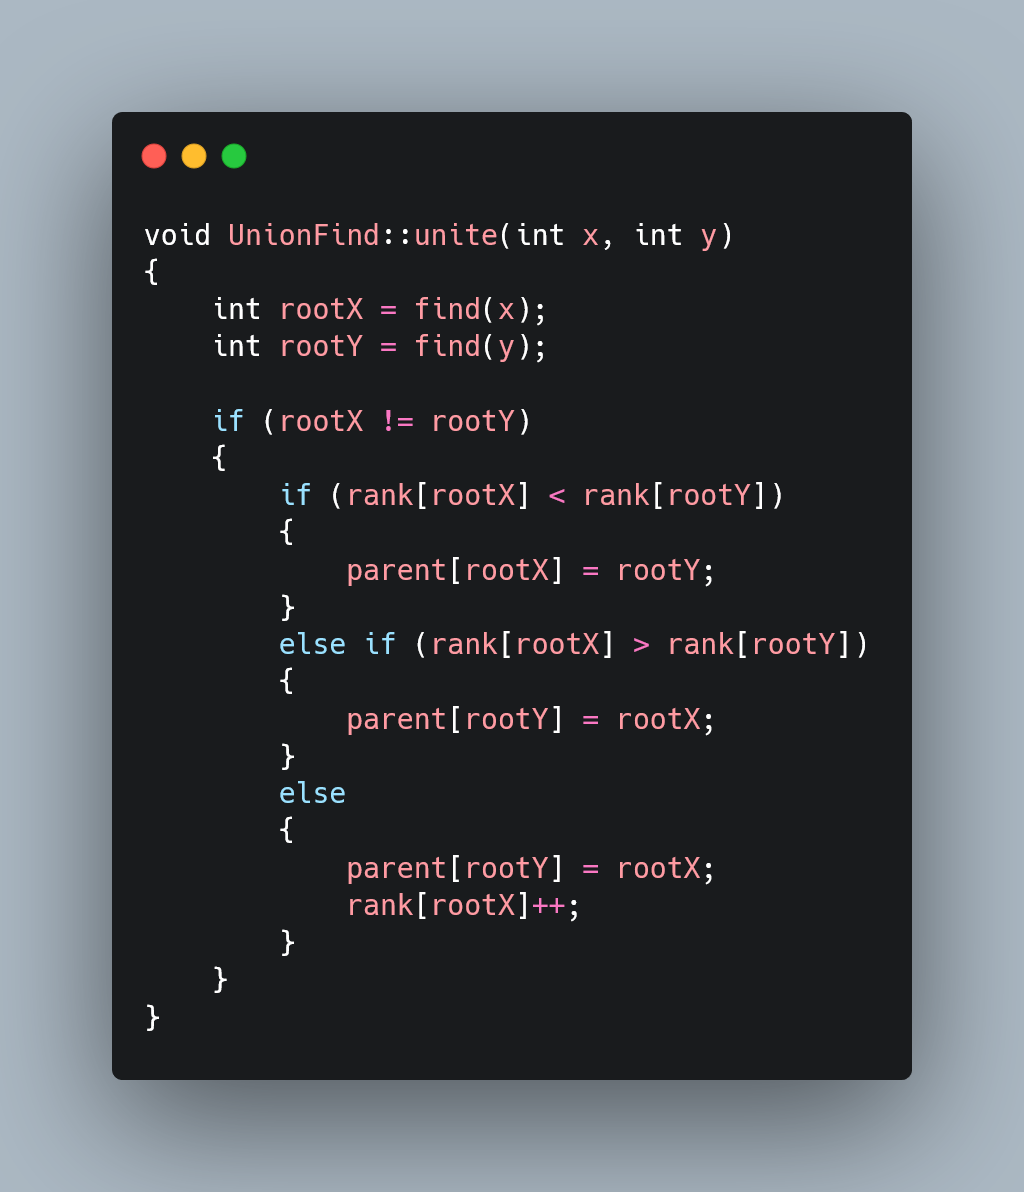 void UnionFind::unite(int x, int y)
{
    int rootX = find(x);
    int rootY = find(y);

    if (rootX != rootY)
    {
        if (rank[rootX] < rank[rootY])
        {
            parent[rootX] = rootY;
        }
        else if (rank[rootX] > rank[rootY])
        {
            parent[rootY] = rootX;
        }
        else
        {
            parent[rootY] = rootX;
            rank[rootX]++;
        }
    }
}